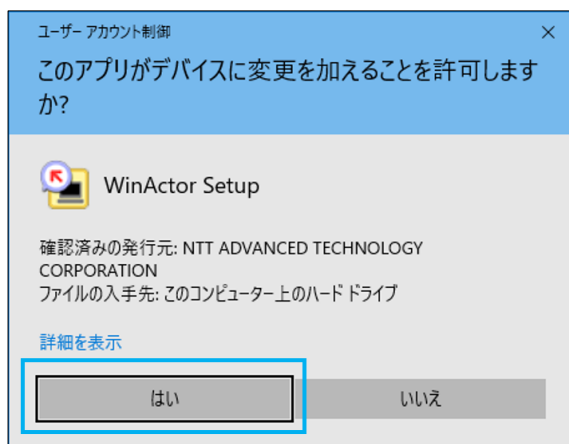 ユーザー アカウント制御
このアプリがデバイスに変更を加えることを許可します
か?
WinActor Setup
確認済みの発行元: NTT ADVANCED TECHNOLOGY
CORPORATION
ファイルの入手先: このコンピューター上のハード ドライブ
詳細を表示
はい
いいえ